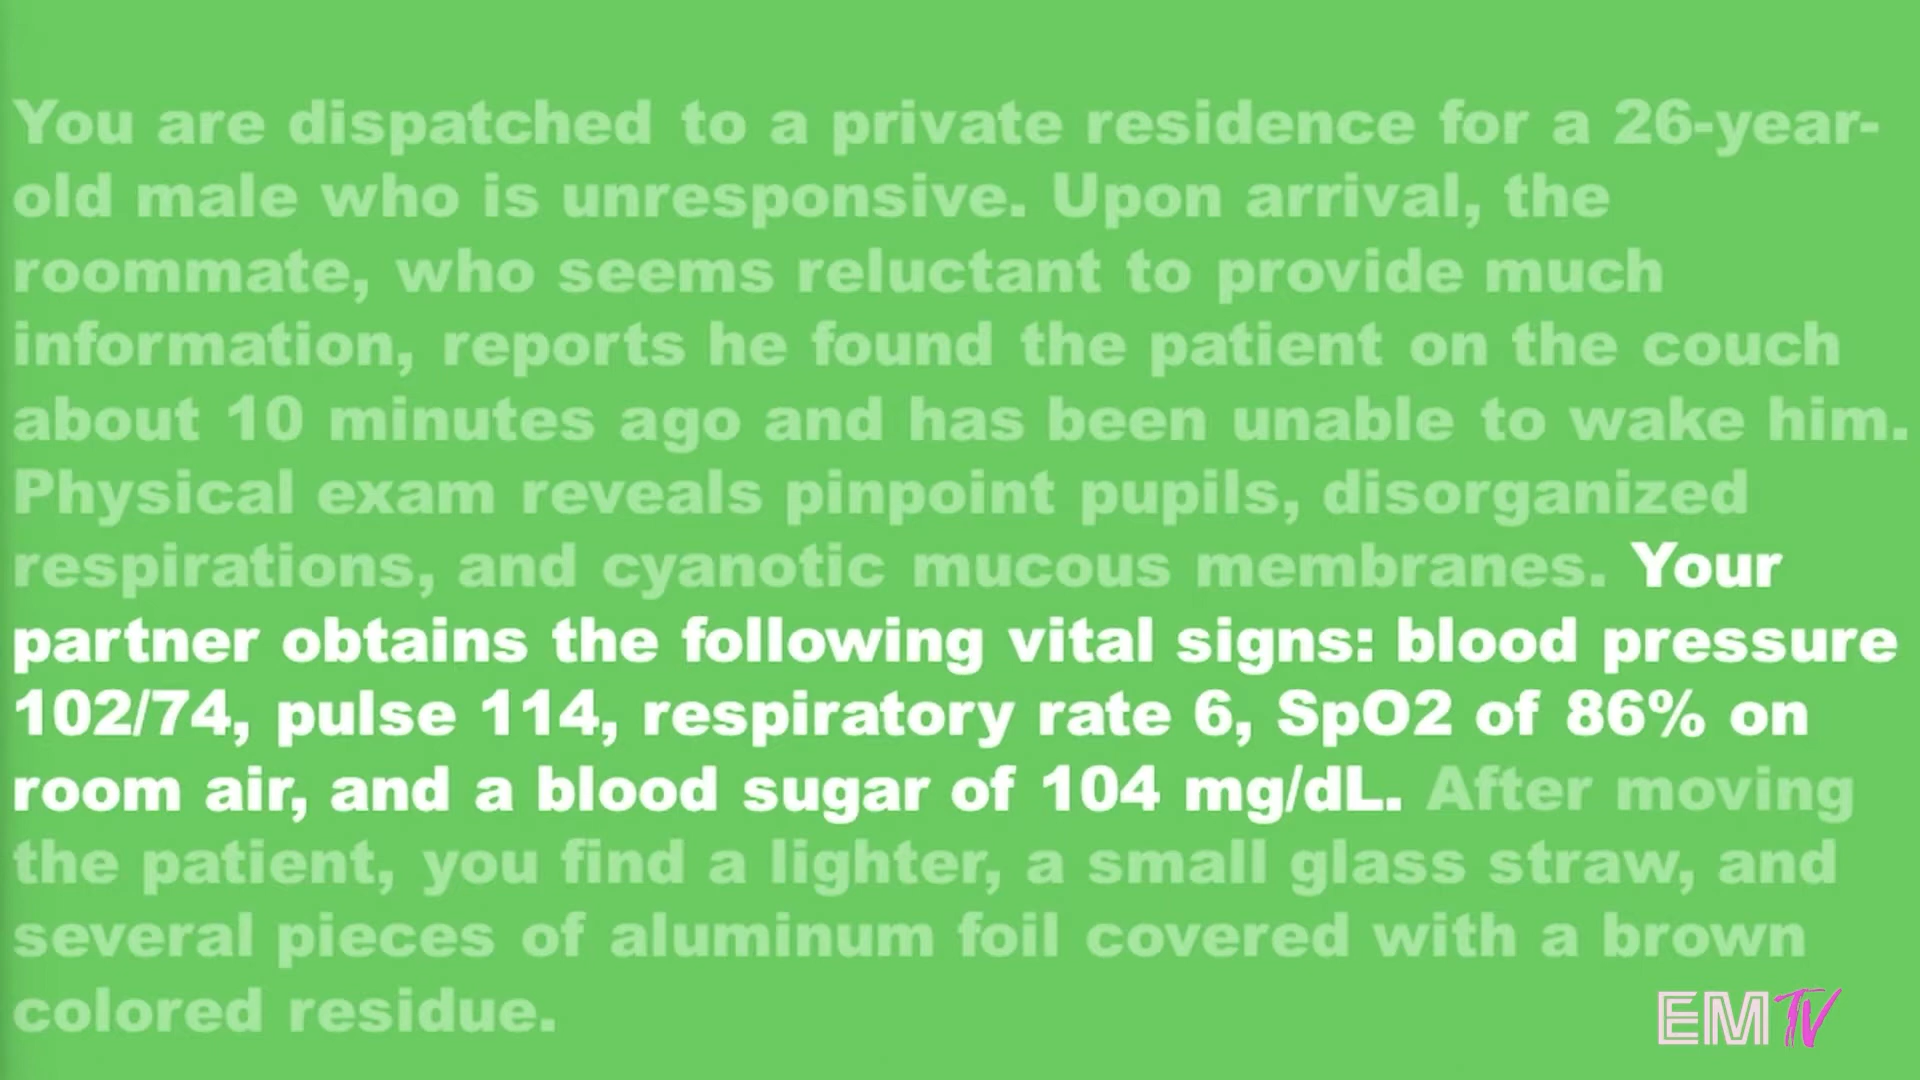 You are dispatched to a private residence for a 26-year-
old male who is unresponsive. Upon arrival, the
roommate, who seems reluctant to provide much
information, reports he found the patient on the couch
about 10 minutes ago and has been unable to wake him.
Physical exam reveals pinpoint pupils, disorganized
respirations, and cyanotic mucous membranes. Your
partner obtains the following vital signs: blood pressure
102/74, pulse 114, respiratory rate 6, SpO2 of 86% on
room air, and a blood sugar of 104 mg/dL. After moving
the patient, you find a lighter, a small glass straw, and
several pieces of aluminum foil covered with a brown
colored residue.
EMTV